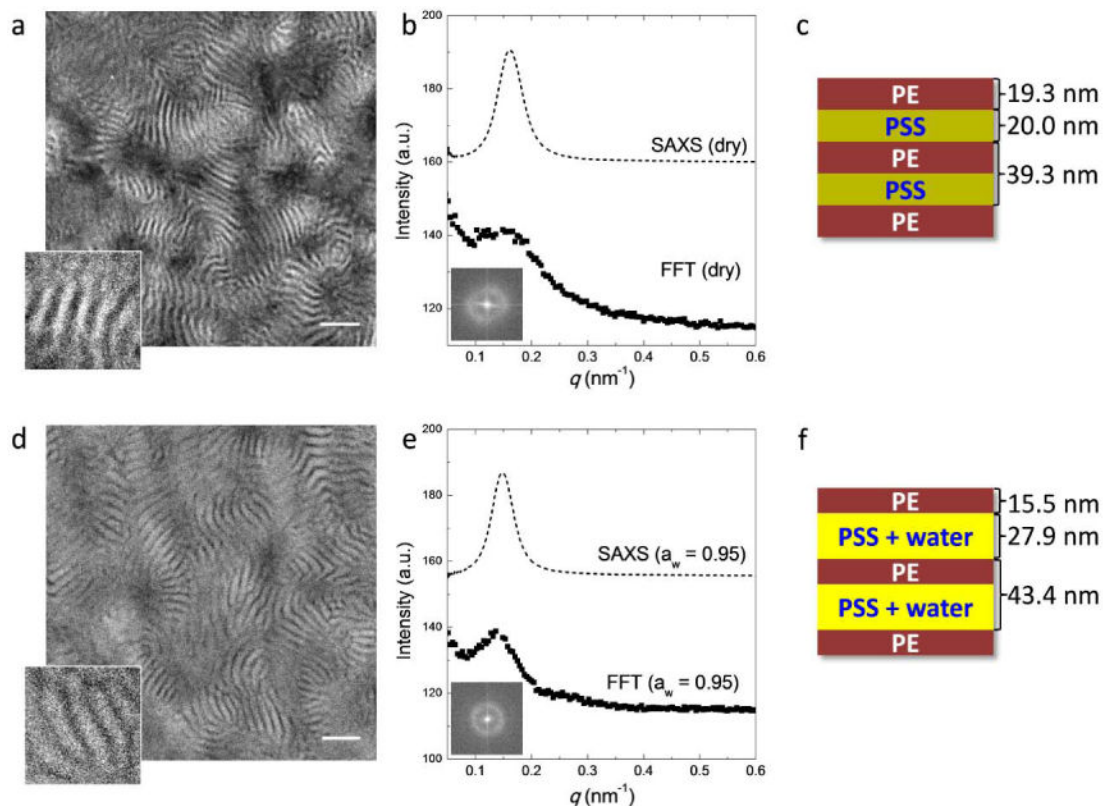 a
b
200
180
160
140
120
Intensity (a.u.)
SAXS (dry)
FFT (dry)
0.1 0.2 0.3 0.4 0.5 0.6
q (nm⁻¹)
c
PE
PSS
PE
PSS
PE
19.3 nm
20.0 nm
39.3 nm
d
e
200
180
160
140
120
100
Intensity (a.u.)
SAXS (a_w = 0.95)
FFT (a_w = 0.95)
0.1 0.2 0.3 0.4 0.5 0.6
q (nm⁻¹)
f
PE
PSS + water
PE
PSS + water
PE
15.5 nm
27.9 nm
43.4 nm